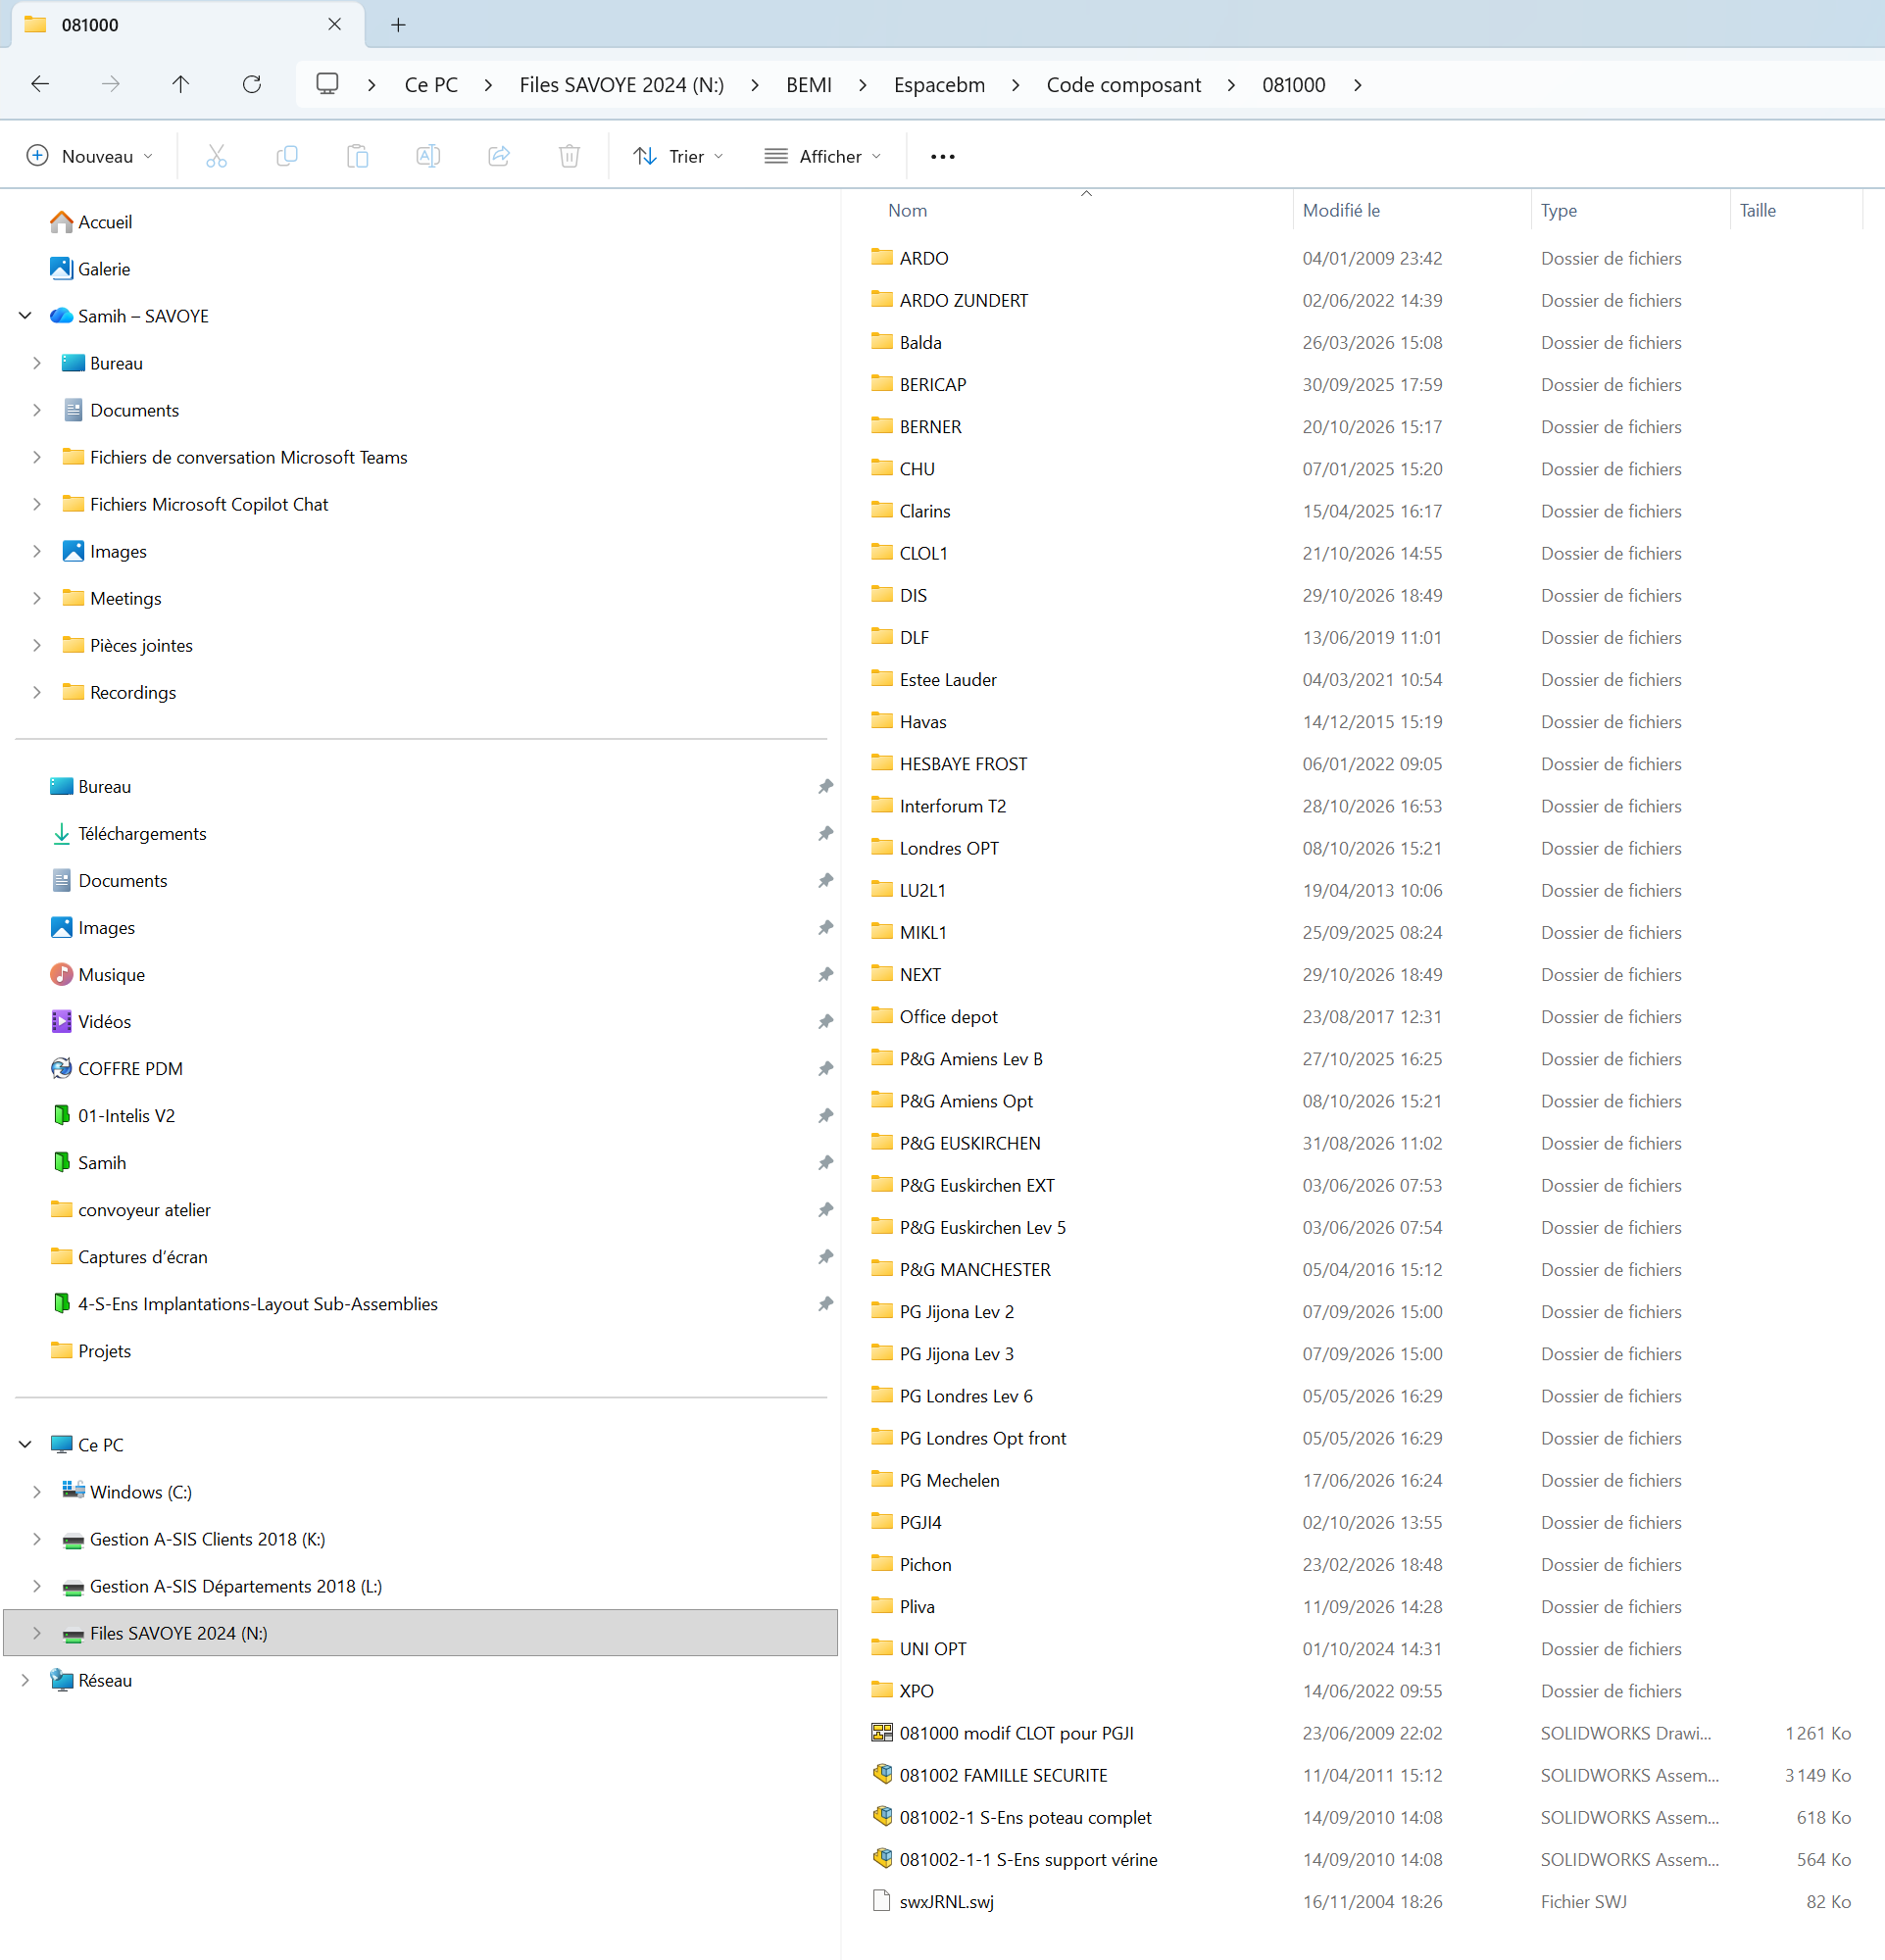 081000
Ce PC > Files SAVOYE 2024 (N:) > BEMI > Espacebm > Code composant > 081000 >
Nouveau Trier Afficher
Accueil
Galerie
Samih – SAVOYE
Bureau
Documents
Fichiers de conversation Microsoft Teams
Fichiers Microsoft Copilot Chat
Images
Meetings
Pièces jointes
Recordings
Bureau
Téléchargements
Documents
Images
Musique
Vidéos
COFFRE PDM
01-Intelis V2
Samih
convoyeur atelier
Captures d’écran
4-S-Ens Implantations-Layout Sub-Assemblies
Projets
Ce PC
Windows (C:)
Gestion A-SIS Clients 2018 (K:)
Gestion A-SIS Départements 2018 (L:)
Files SAVOYE 2024 (N:)
Réseau
Nom Modifié le Type Taille
ARDO 04/01/2009 23:42 Dossier de fichiers
ARDO ZUNDERT 02/06/2022 14:39 Dossier de fichiers
Balda 26/03/2026 15:08 Dossier de fichiers
BERICAP 30/09/2025 17:59 Dossier de fichiers
BERNER 20/10/2026 15:17 Dossier de fichiers
CHU 07/01/2025 15:20 Dossier de fichiers
Clarins 15/04/2025 16:17 Dossier de fichiers
CLOL1 21/10/2026 14:55 Dossier de fichiers
DIS 29/10/2026 18:49 Dossier de fichiers
DLF 13/06/2019 11:01 Dossier de fichiers
Estee Lauder 04/03/2021 10:54 Dossier de fichiers
Havas 14/12/2015 15:19 Dossier de fichiers
HESBAYE FROST 06/01/2022 09:05 Dossier de fichiers
Interforum T2 28/10/2026 16:53 Dossier de fichiers
Londres OPT 08/10/2026 15:21 Dossier de fichiers
LU2L1 19/04/2013 10:06 Dossier de fichiers
MIKL1 25/09/2025 08:24 Dossier de fichiers
NEXT 29/10/2026 18:49 Dossier de fichiers
Office depot 23/08/2017 12:31 Dossier de fichiers
P&G Amiens Lev B 27/10/2025 16:25 Dossier de fichiers
P&G Amiens Opt 08/10/2026 15:21 Dossier de fichiers
P&G EUSKIRCHEN 31/08/2026 11:02 Dossier de fichiers
P&G Euskirchen EXT 03/06/2026 07:53 Dossier de fichiers
P&G Euskirchen Lev 5 03/06/2026 07:54 Dossier de fichiers
P&G MANCHESTER 05/04/2016 15:12 Dossier de fichiers
PG Jijona Lev 2 07/09/2026 15:00 Dossier de fichiers
PG Jijona Lev 3 07/09/2026 15:00 Dossier de fichiers
PG Londres Lev 6 05/05/2026 16:29 Dossier de fichiers
PG Londres Opt front 05/05/2026 16:29 Dossier de fichiers
PG Mechelen 17/06/2026 16:24 Dossier de fichiers
PGJI4 02/10/2026 13:55 Dossier de fichiers
Pichon 23/02/2026 18:48 Dossier de fichiers
Pliva 11/09/2026 14:28 Dossier de fichiers
UNI OPT 01/10/2024 14:31 Dossier de fichiers
XPO 14/06/2022 09:55 Dossier de fichiers
081000 modif CLOT pour PGJI 23/06/2009 22:02 SOLIDWORKS Drawi... 1 261 Ko
081002 FAMILLE SECURITE 11/04/2011 15:12 SOLIDWORKS Assem... 3 149 Ko
081002-1 S-Ens poteau complet 14/09/2010 14:08 SOLIDWORKS Assem... 618 Ko
081002-1-1 S-Ens support vérine 14/09/2010 14:08 SOLIDWORKS Assem... 564 Ko
swxJRNL.swj 16/11/2004 18:26 Fichier SWJ 82 Ko